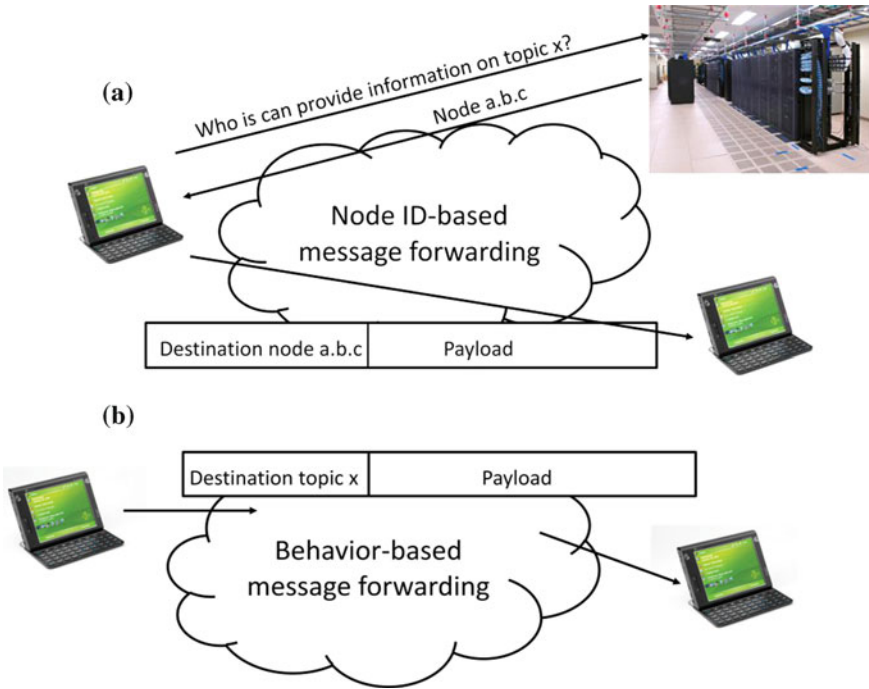 (a)
Who is can provide information on topic x?
Node a.b.c
Node ID-based
message forwarding
Destination node a.b.c
Payload
(b)
Destination topic x
Payload
Behavior-based
message forwarding